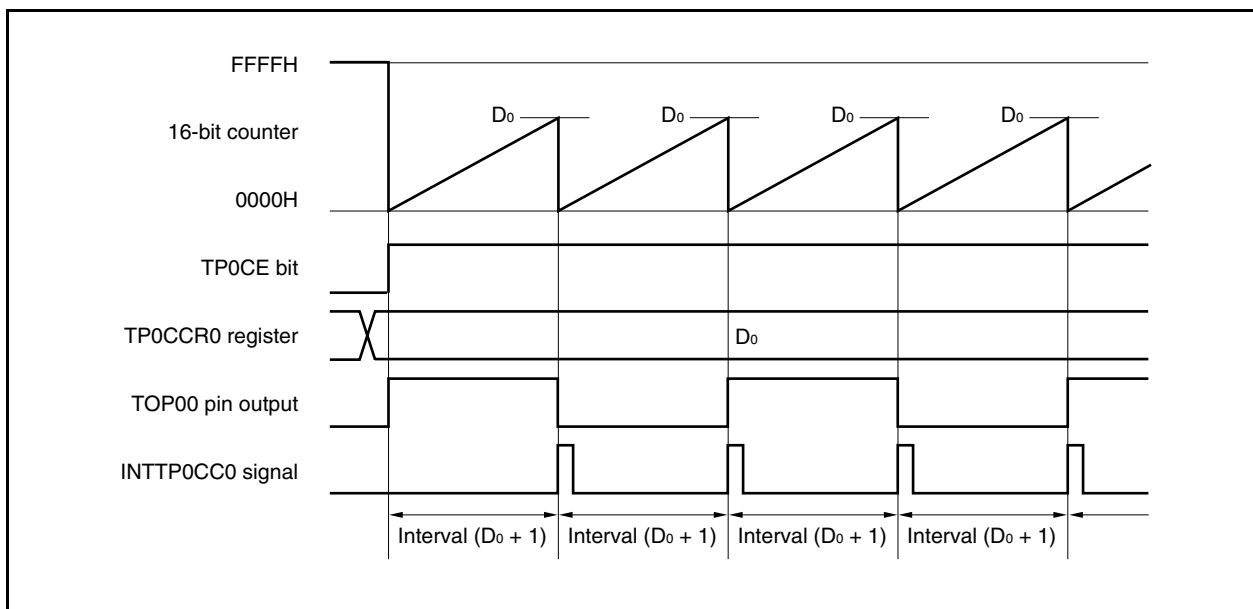 FFFFH
D0 D0 D0 D0
16-bit counter
0000H
TP0CE bit
TP0CCR0 register D0
TOP00 pin output
INTTP0CC0 signal
Interval (D0 + 1) Interval (D0 + 1) Interval (D0 + 1) Interval (D0 + 1)